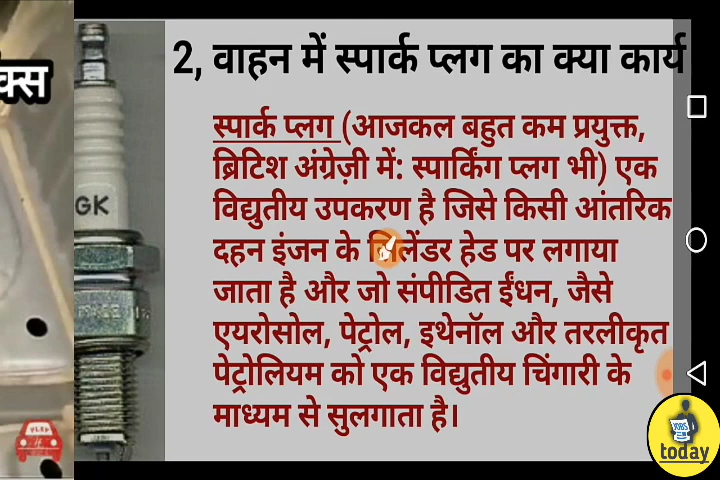 क्स
2, वाहन में स्पार्क प्लग का क्या कार्य
स्पार्क प्लग (आजकल बहुत कम प्रयुक्त,
ब्रिटिश अंग्रेज़ी में: स्पार्किंग प्लग भी) एक
विद्युतीय उपकरण है जिसे किसी आंतरिक
दहन इंजन के सिलेंडर हेड पर लगाया
जाता है और जो संपीडित ईंधन, जैसे
एयरोसोल, पेट्रोल, इथेनॉल और तरलीकृत
पेट्रोलियम को एक विद्युतीय चिंगारी के
माध्यम से सुलगाता है।
GK
JOBS
today